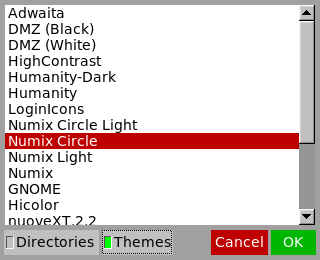 Adwaita
DMZ (Black)
DMZ (White)
HighContrast
Humanity-Dark
Humanity
LoginIcons
Numix Circle Light
Numix Circle
Numix Light
Numix
GNOME
Hicolor
nuoveXT.2.2
Directories Themes Cancel OK